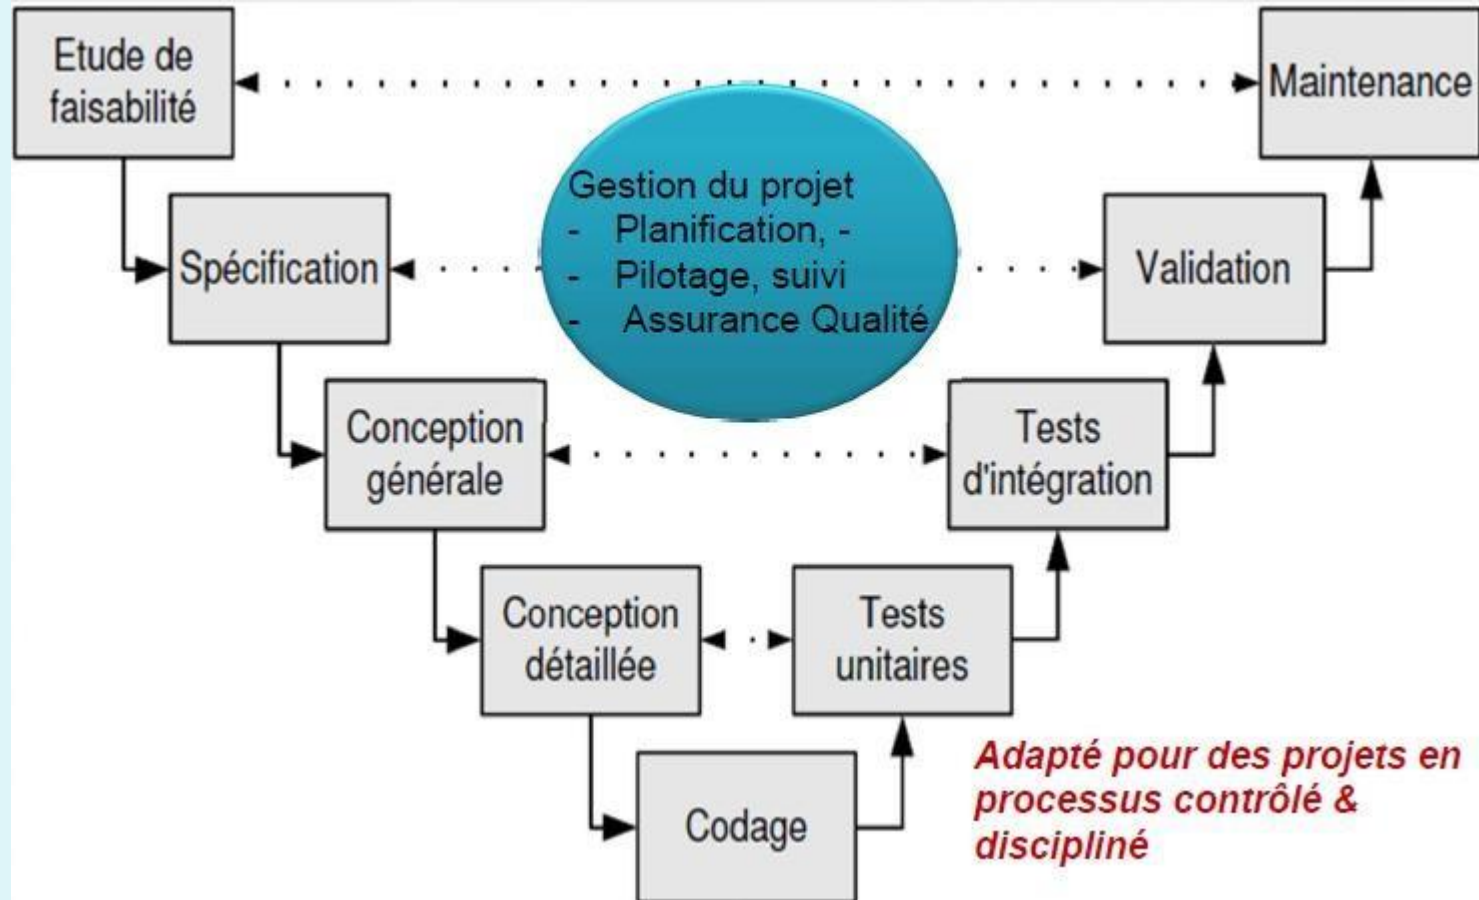 Etude de
faisabilité
Maintenance
Gestion du projet
- Planification, -
- Pilotage, suivi
- Assurance Qualité
Spécification
Validation
Conception
générale
Tests
d'intégration
Conception
détaillée
Tests
unitaires
Codage
Adapté pour des projets en
processus contrôlé &
discipliné